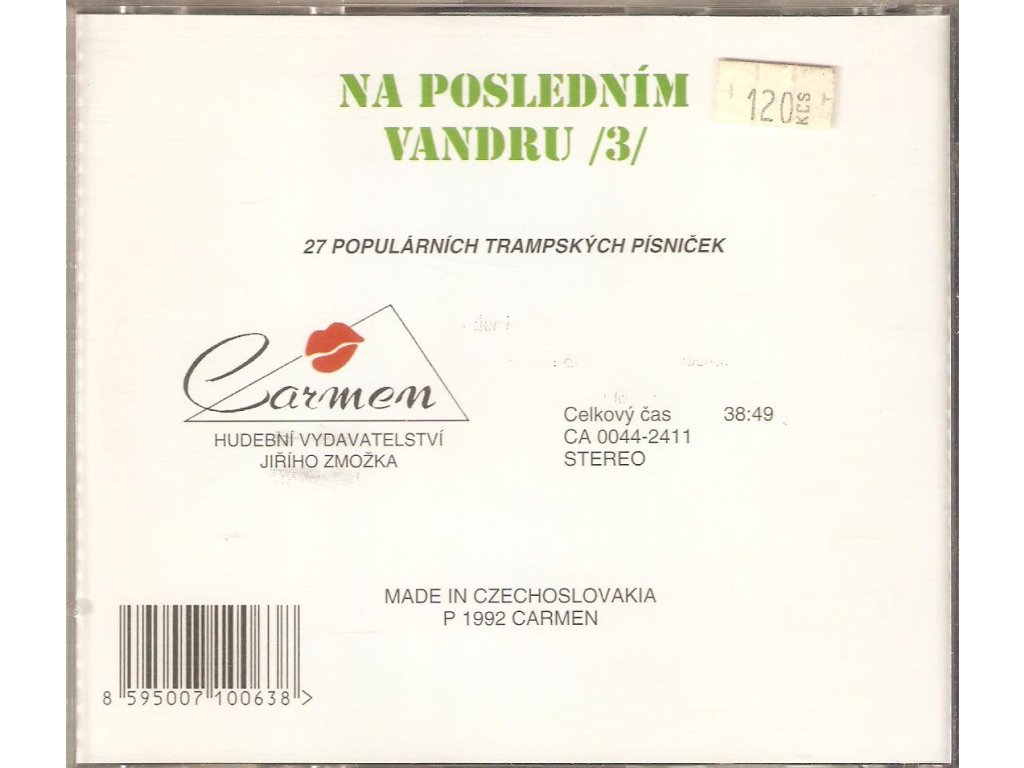 NA POSLEDNÍM
VANDRU /3/
120 KCS
27 POPULÁRNÍCH TRAMPSKÝCH PÍSNIČEK
Carmen
HUDEBNÍ VYDAVATELSTVÍ
JIŘÍHO ZMOŽKA
Celkový čas 38:49
CA 0044-2411
STEREO
MADE IN CZECHOSLOVAKIA
P 1992 CARMEN
8 595007 100638 >